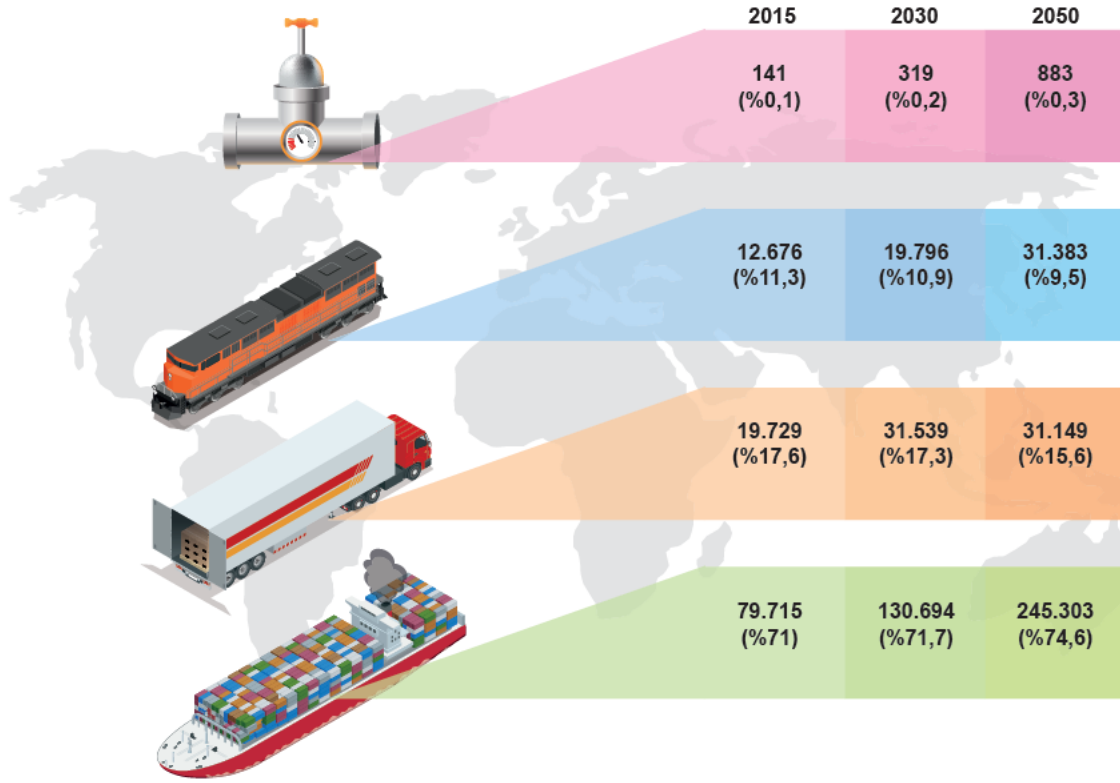 2015 2030 2050
141 319 883
(%0,1) (%0,2) (%0,3)
12.676 19.796 31.383
(%11,3) (%10,9) (%9,5)
19.729 31.539 31.149
(%17,6) (%17,3) (%15,6)
79.715 130.694 245.303
(%71) (%71,7) (%74,6)